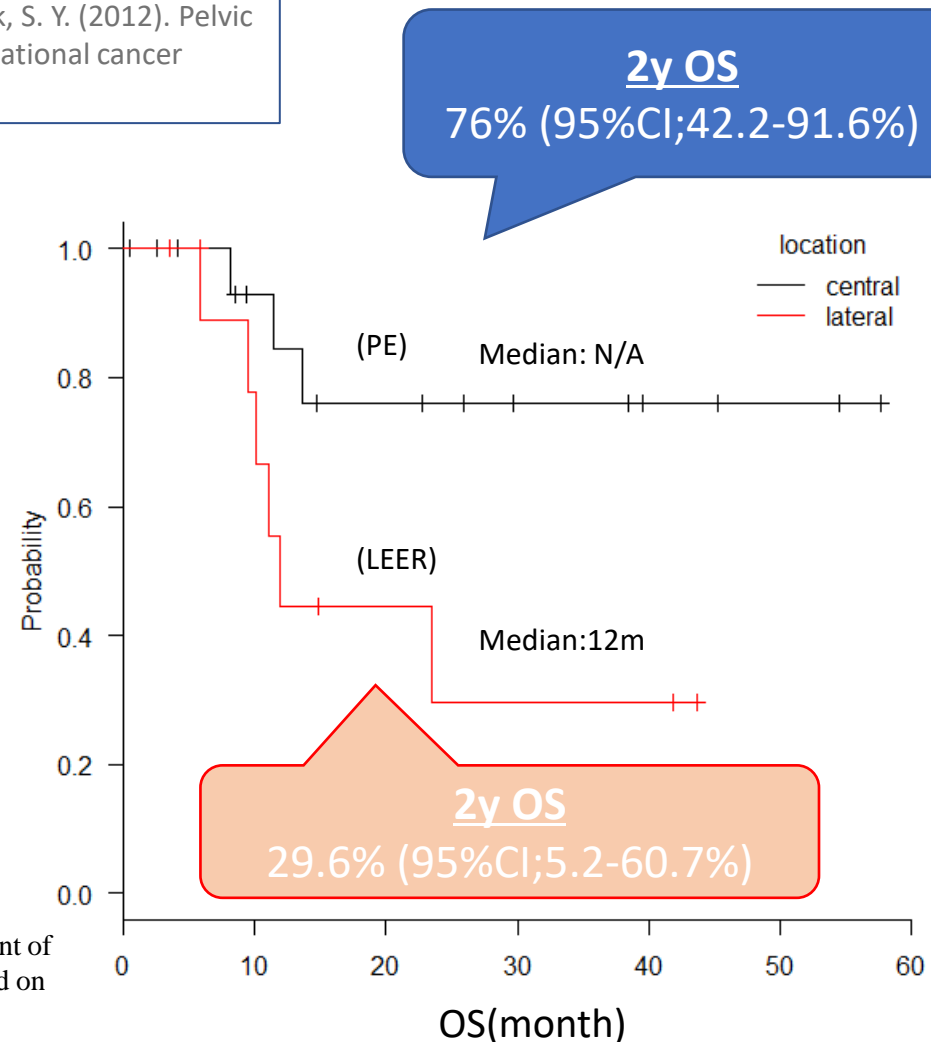 k, S. Y. (2012). Pelvic
ational cancer
2y OS
76% (95%CI;42.2-91.6%)
location
central
lateral
1.0
0.8
0.6
0.4
0.2
0.0
Probability
(PE)
Median: N/A
(LEER)
Median:12m
2y OS
29.6% (95%CI;5.2-60.7%)
nt of
d on
0 10 20 30 40 50 60
OS(month)